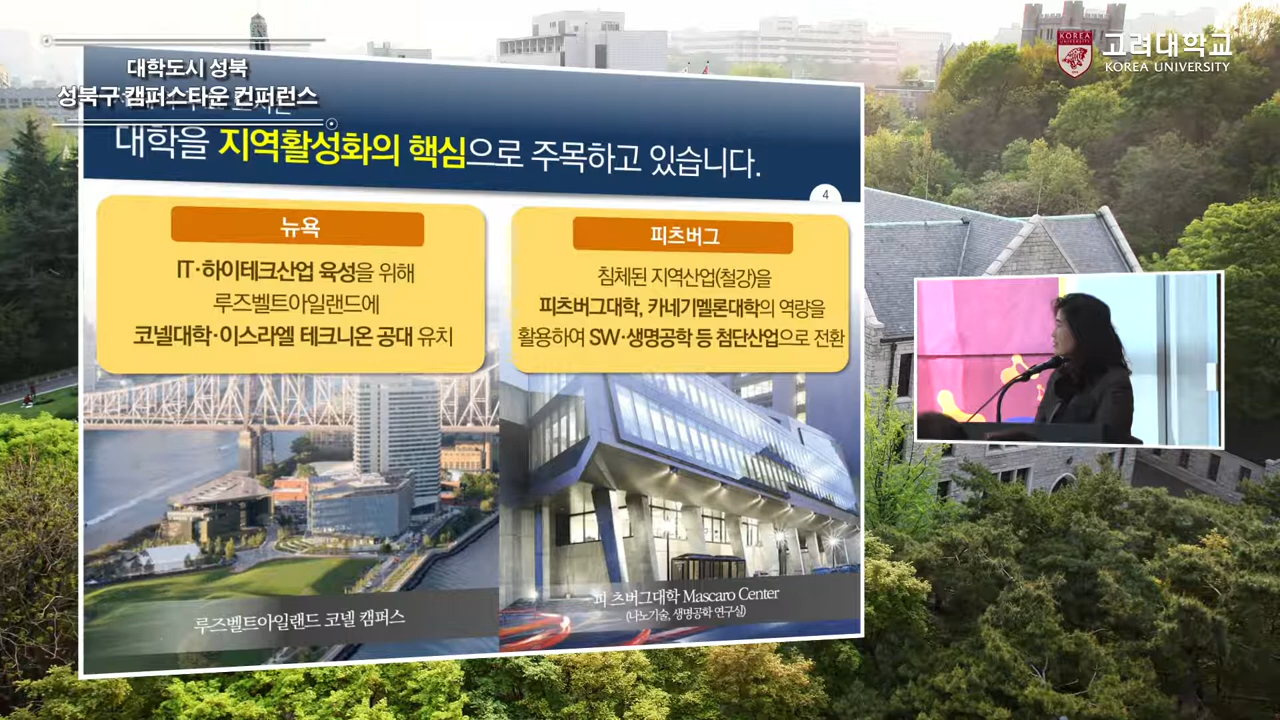 대학도시 성북
성북구 캠퍼스타운 컨퍼런스
KOREA
UNIVERSITY
고려대학교
KOREA UNIVERSITY
대학을 지역활성화의 핵심으로 주목하고 있습니다.
4
뉴욕
IT·하이테크산업 육성을 위해
루즈벨트아일랜드에
코넬대학·이스라엘 테크니온 공대 유치
피츠버그
침체된 지역산업(철강)을
피츠버그대학, 카네기멜론대학의 역량을
활용하여 SW·생명공학 등 첨단산업으로 전환
루즈벨트아일랜드 코넬 캠퍼스
피 츠버그대학 Mascaro Center
(나노기술, 생명공학 연구실)